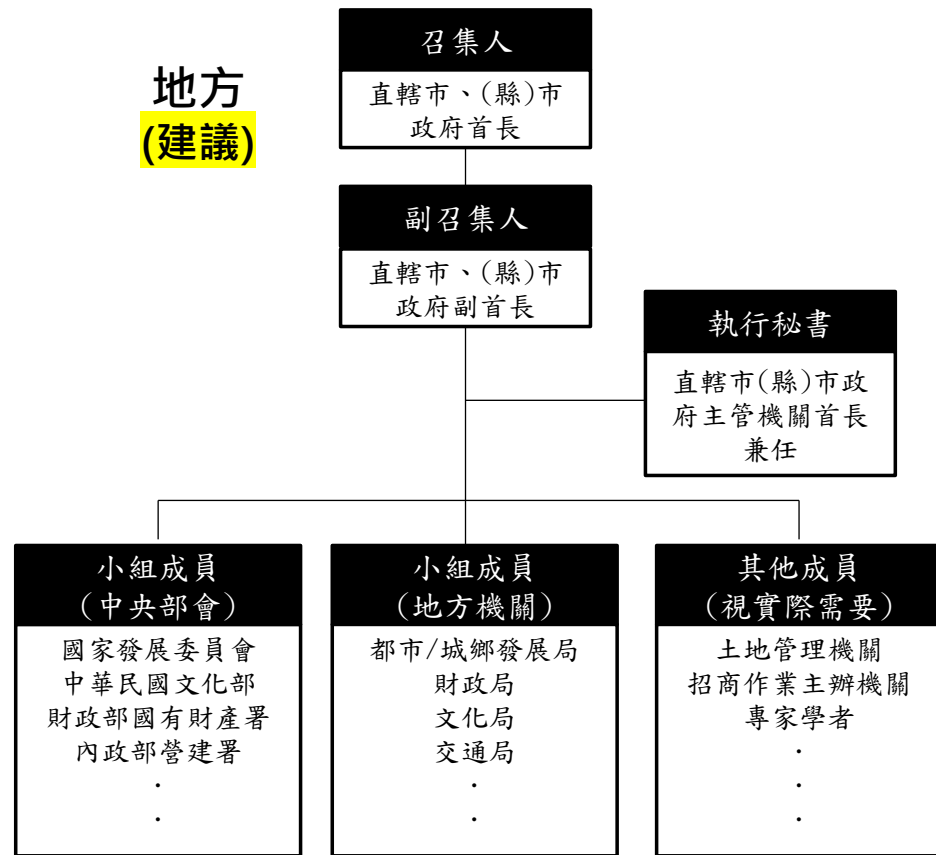 地方
(建議)
召集人
直轄市、(縣)市
政府首長
副召集人
直轄市、(縣)市
政府副首長
執行秘書
直轄市(縣)市政
府主管機關首長
兼任
小組成員
(中央部會)
國家發展委員會
中華民國文化部
財政部國有財產署
內政部營建署
.
.
小組成員
(地方機關)
都市/城鄉發展局
財政局
文化局
交通局
.
.
其他成員
(視實際需要)
土地管理機關
招商作業主辦機關
專家學者
.
.
.